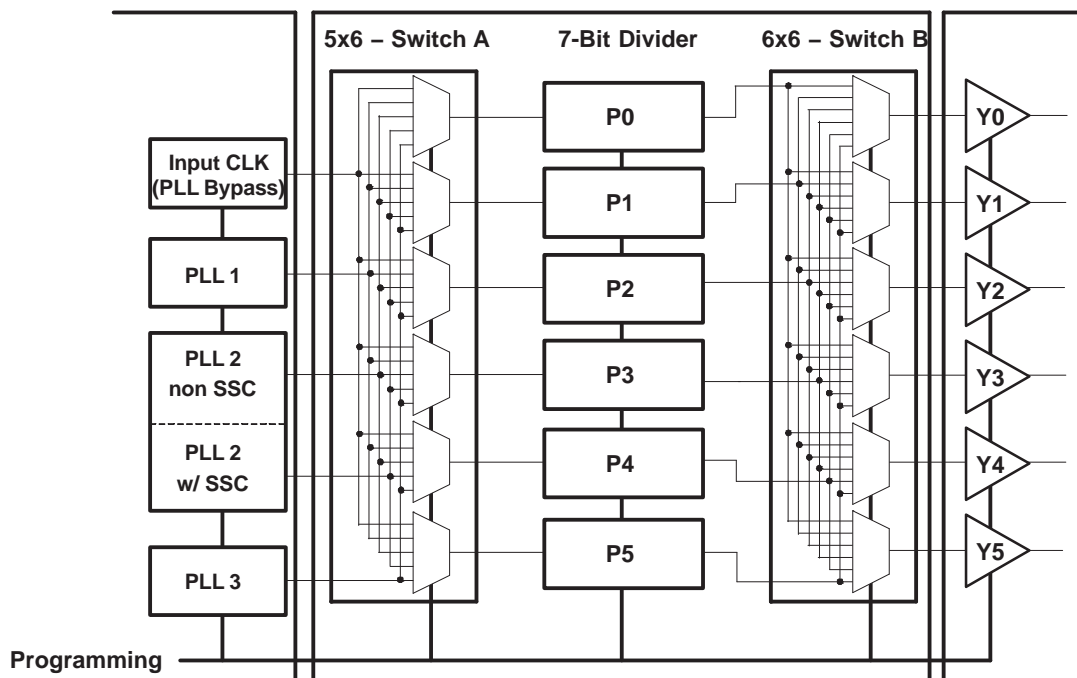 5x6 – Switch A
7-Bit Divider
6x6 – Switch B
Input CLK
(PLL Bypass)
PLL 1
PLL 2
non SSC
PLL 2
w/ SSC
PLL 3
P0
P1
P2
P3
P4
P5
Y0
Y1
Y2
Y3
Y4
Y5
Programming